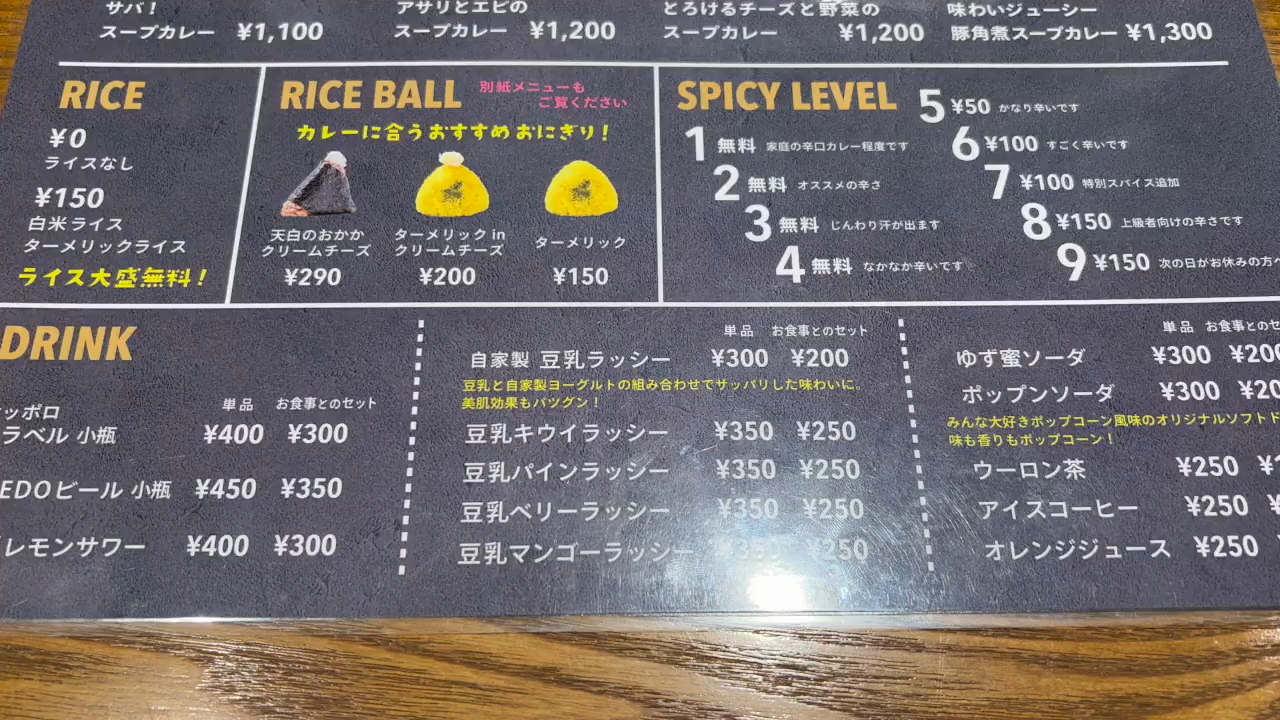 サバ！
スープカレー ¥1,100
アサリとエビの
スープカレー ¥1,200
とろけるチーズと野菜の
スープカレー ¥1,200
味わいジューシー
豚角煮スープカレー ¥1,300
RICE
¥0
ライスなし
¥150
白米ライス
ターメリックライス
ライス大盛無料！
RICE BALL
別紙メニューも
ご覧ください
カレーに合うおすすめおにぎり！
天白のおかか
クリームチーズ
¥290
ターメリック in
クリームチーズ
¥200
ターメリック
¥150
SPICY LEVEL
1 無料 家庭の辛口カレー程度です
2 無料 オススメの辛さ
3 無料 じんわり汗が出ます
4 無料 なかなか辛いです
5 ¥50 かなり辛いです
6 ¥100 すごく辛いです
7 ¥100 特別スパイス追加
8 ¥150 上級者向けの辛さです
9 ¥150 次の日がお休みの方へ
DRINK
単品 お食事とのセット
ッポロ
ラベル 小瓶 ¥400 ¥300
EDOビール 小瓶 ¥450 ¥350
レモンサワー ¥400 ¥300
単品 お食事とのセット
自家製 豆乳ラッシー ¥300 ¥200
豆乳と自家製ヨーグルトの組み合わせでサッパリした味わいに。
美肌効果もバツグン！
豆乳キウイラッシー ¥350 ¥250
豆乳パインラッシー ¥350 ¥250
豆乳ベリーラッシー ¥350 ¥250
豆乳マンゴーラッシー ¥35 250
単品 お食事とのセ
ゆず蜜ソーダ ¥300 ¥200
ポップンソーダ ¥300 ¥20
みんな大好きポップコーン風味のオリジナルソフトド
味も香りもポップコーン！
ウーロン茶 ¥250 ¥1
アイスコーヒー ¥250 ¥
オレンジジュース ¥250